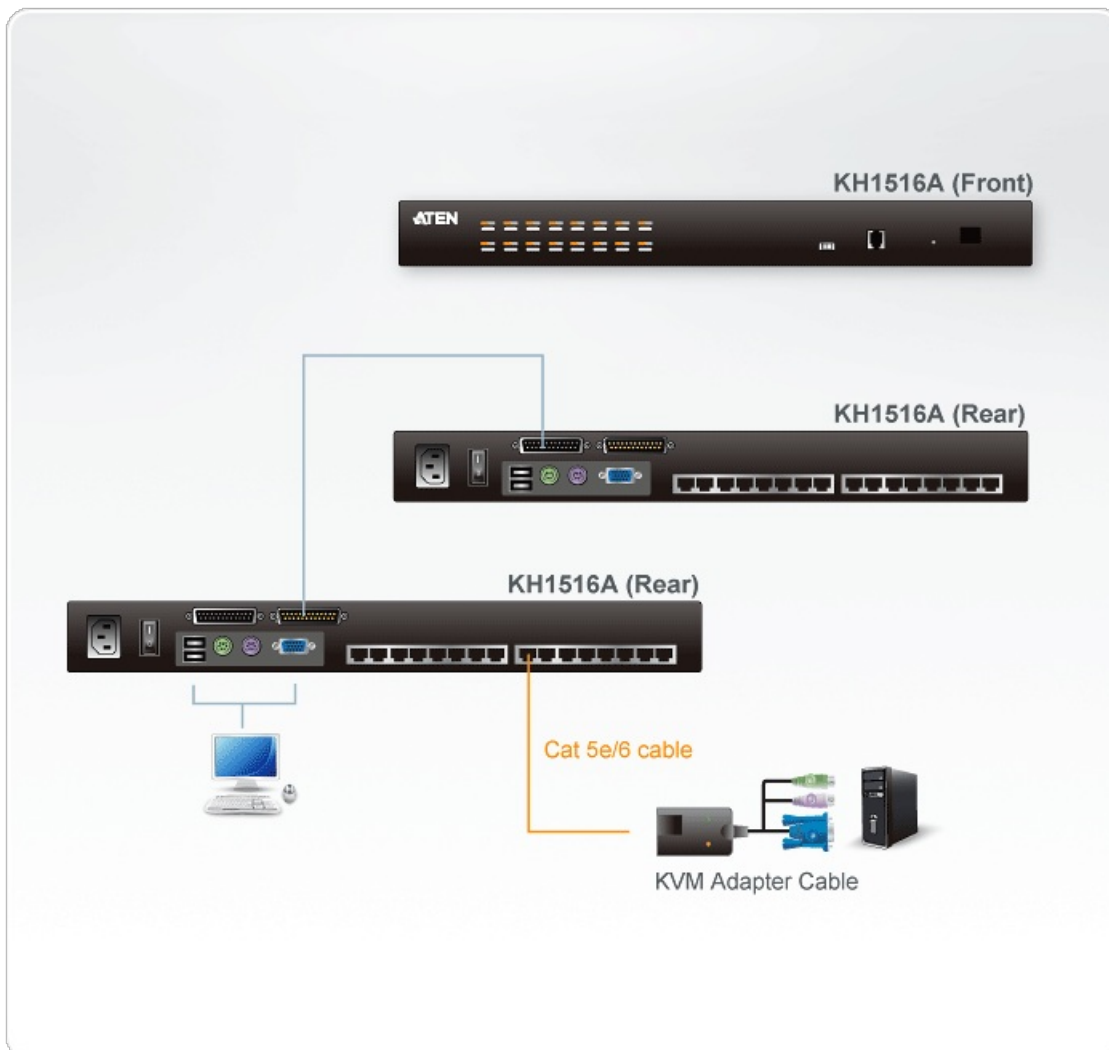 KH1516A (Front)
ATEN
KH1516A (Rear)
KH1516A (Rear)
Cat 5e/6 cable
KVM Adapter Cable